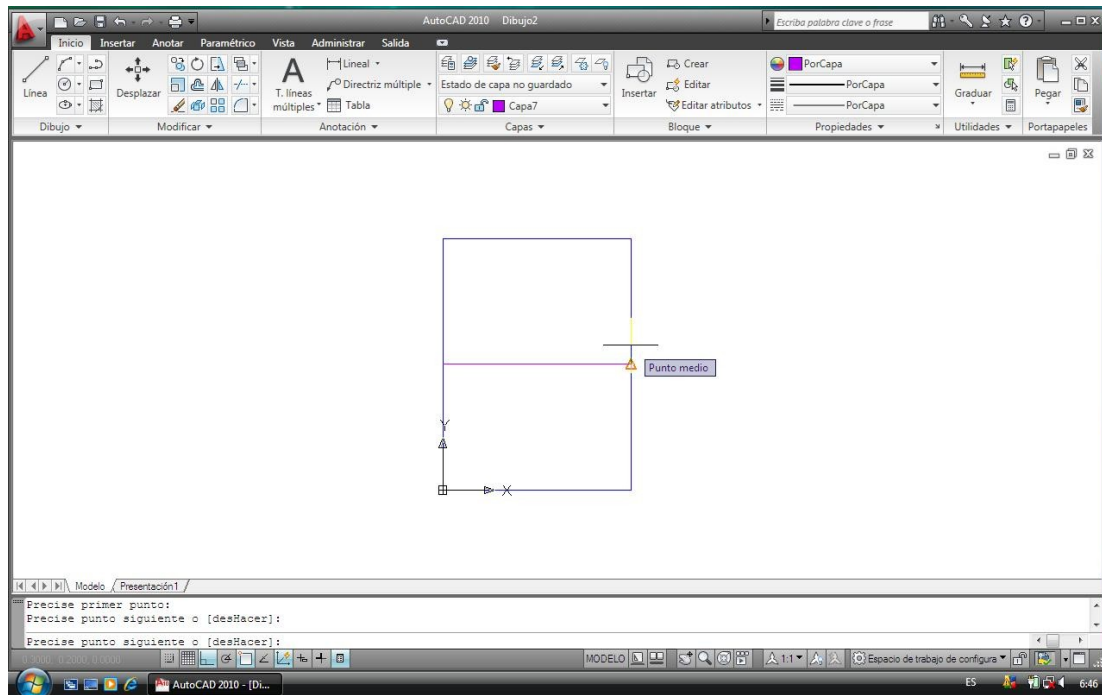 AutoCAD 2010 Dibujo2
Escriba palabra clave o frase
Inicio Insertar Anotar Paramétrico Vista Administrar Salida
Línea
Desplazar
A
T. líneas
múltiples
Lineal
Directriz múltiple
Tabla
Estado de capa no guardado
Capa7
Insertar
Crear
Editar
Editar atributos
PorCapa
PorCapa
PorCapa
Graduar
Pegar
Dibujo Modificar Anotación Capas Bloque Propiedades Utilidades Portapapeles
Punto medio
Y
X
Modelo Presentación1
Precise primer punto:
Precise punto siguiente o [desHacer]:
Precise punto siguiente o [desHacer]:
MODELO 1:1 Espacio de trabajo de configura
AutoCAD 2010 - [Di... ES 6:46